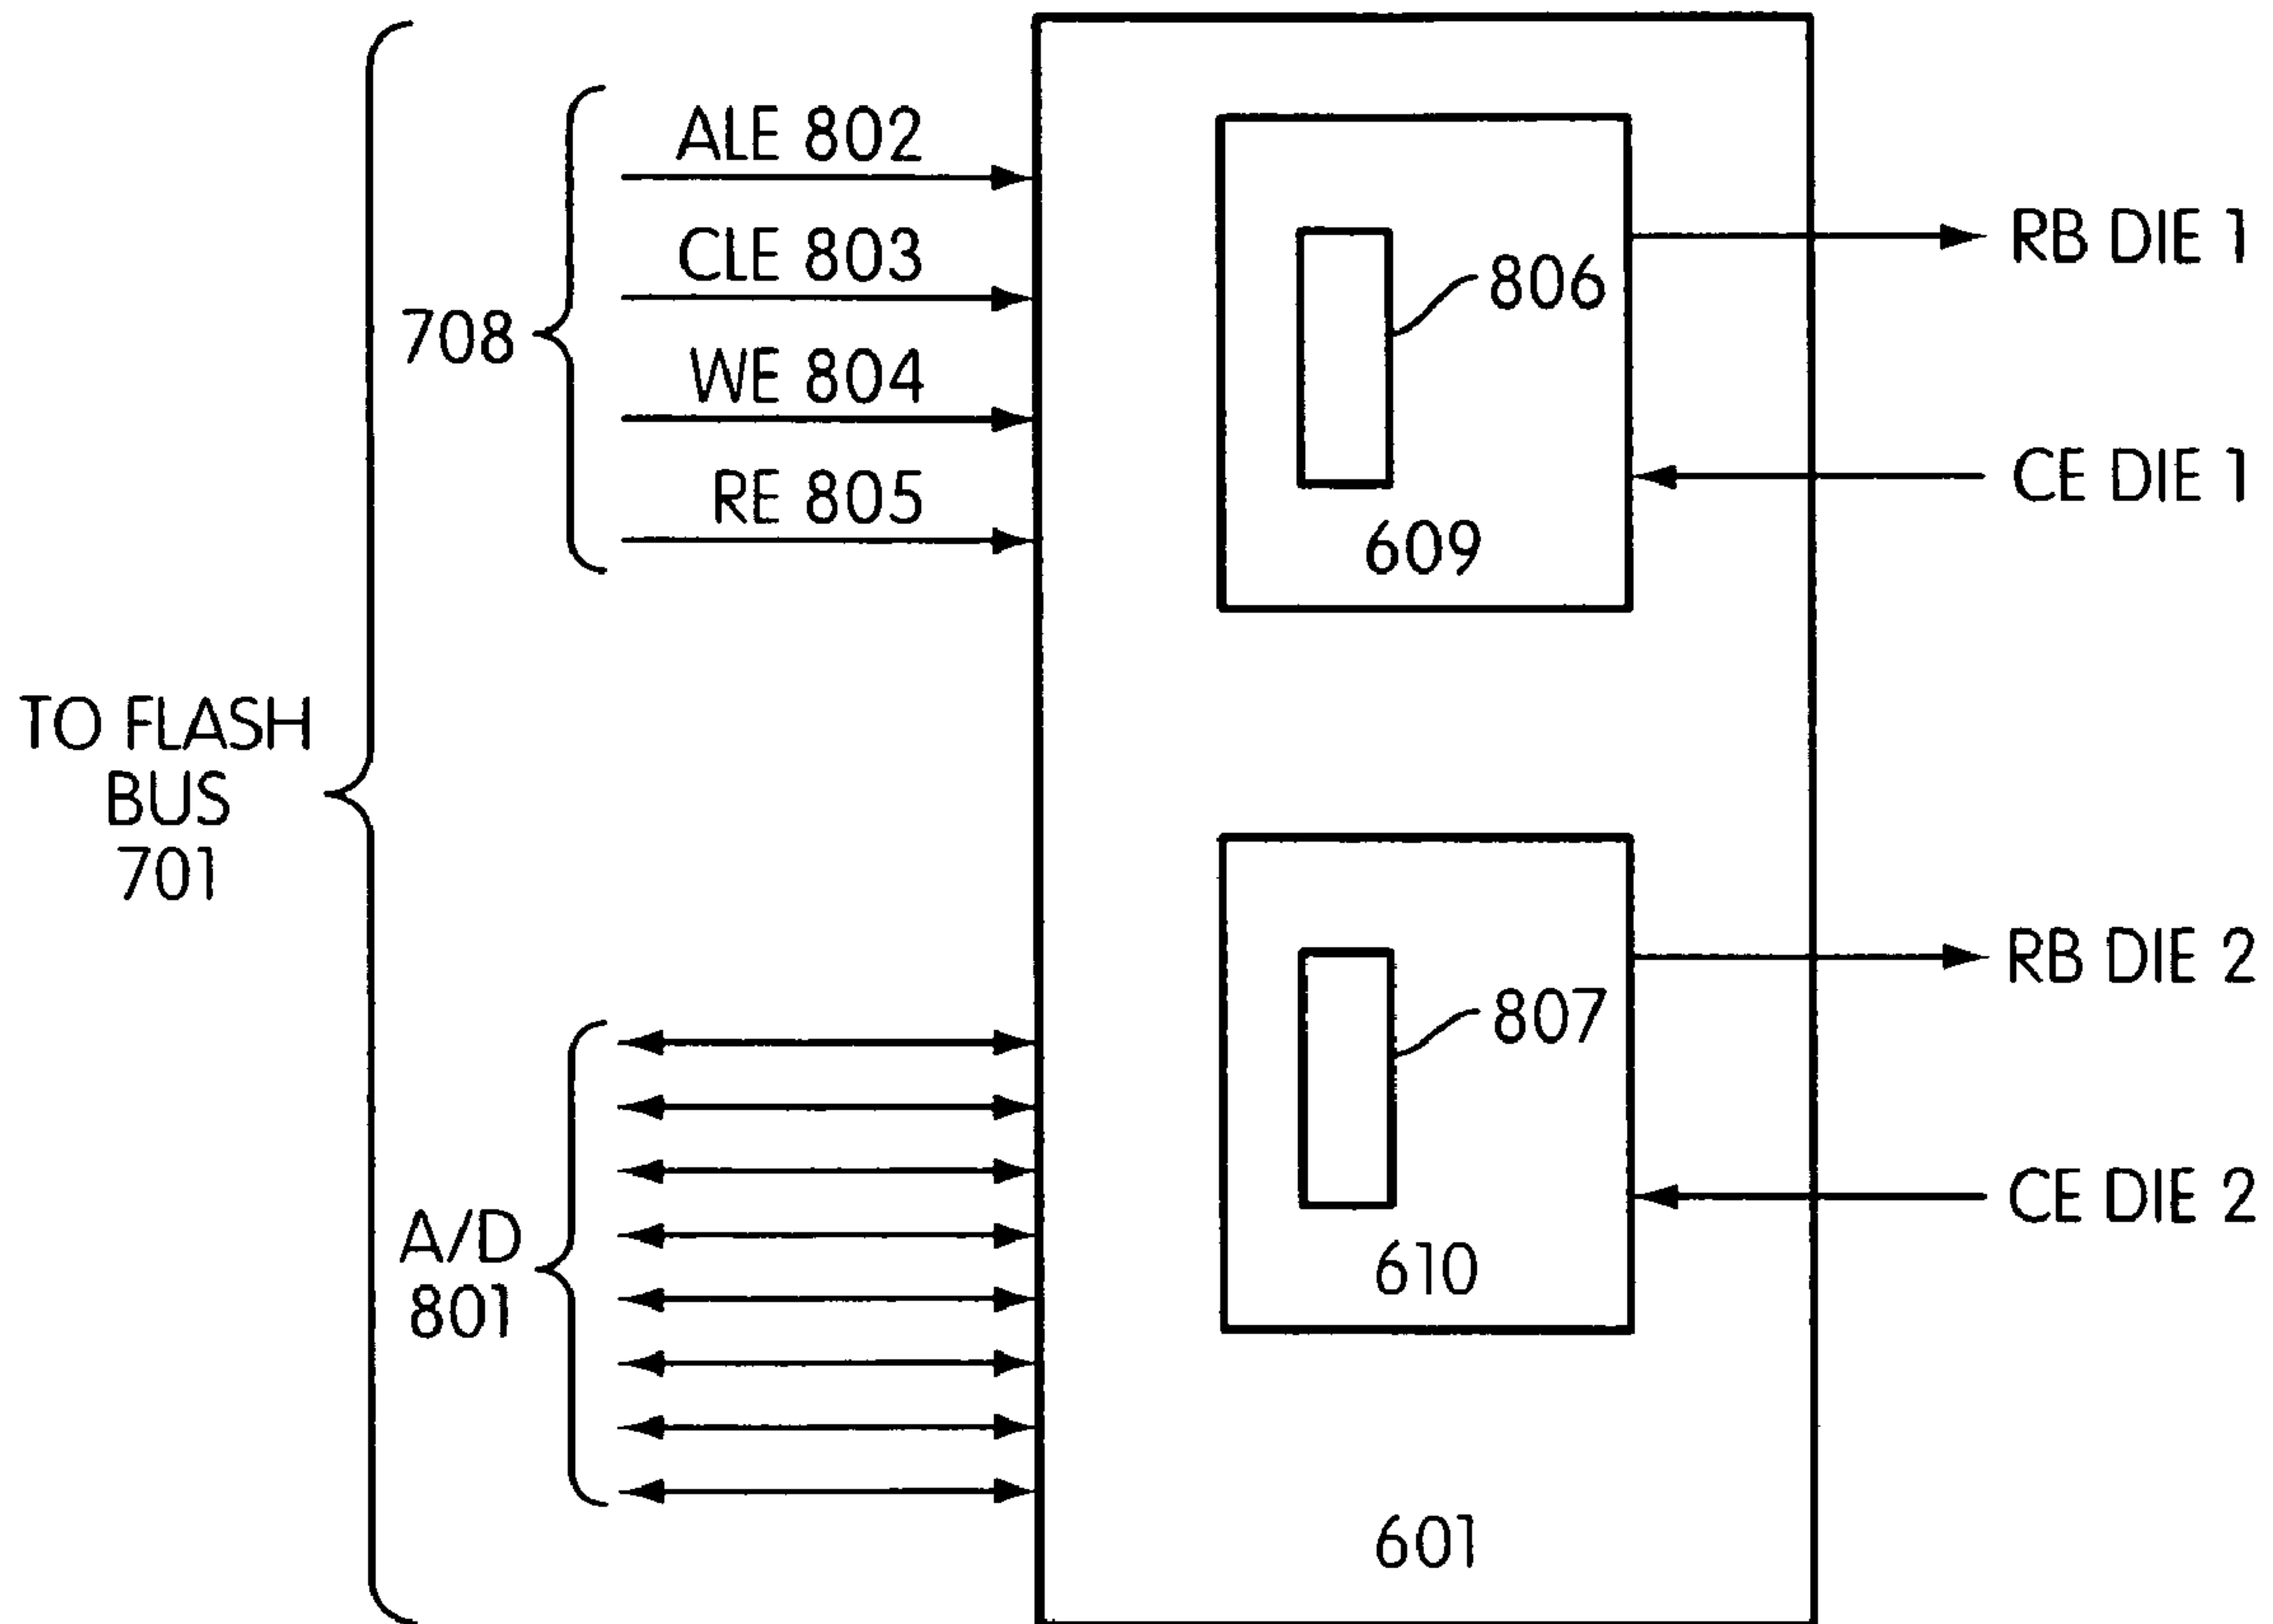 ALE 802
CLE 803
708
WE 804
RE 805
TO FLASH
BUS
701
A/D
801
806
609
RB DIE 1
CE DIE 1
807
610
RB DIE 2
CE DIE 2
601